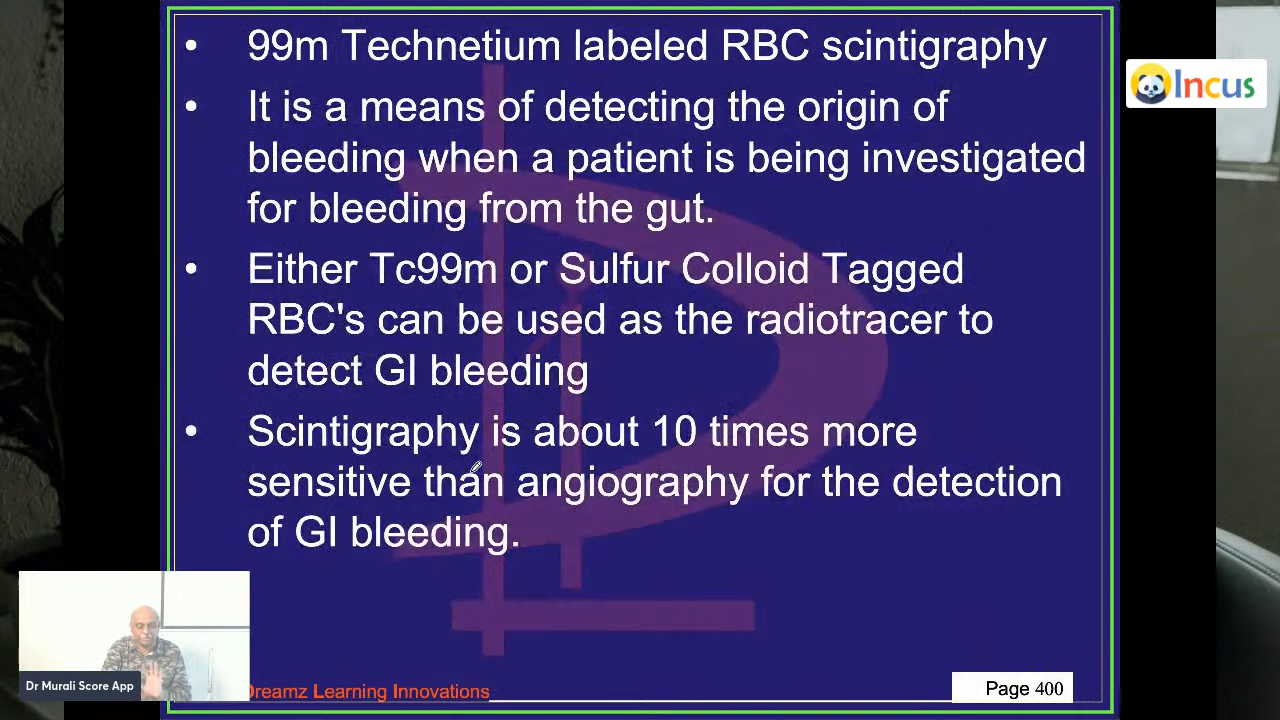 • 99m Technetium labeled RBC scintigraphy
• It is a means of detecting the origin of
bleeding when a patient is being investigated
for bleeding from the gut.
• Either Tc99m or Sulfur Colloid Tagged
RBC's can be used as the radiotracer to
detect GI bleeding
• Scintigraphy is about 10 times more
sensitive than angiography for the detection
of GI bleeding.
Incus
Dr Murali Score App
Dreamz Learning Innovations
Page 400